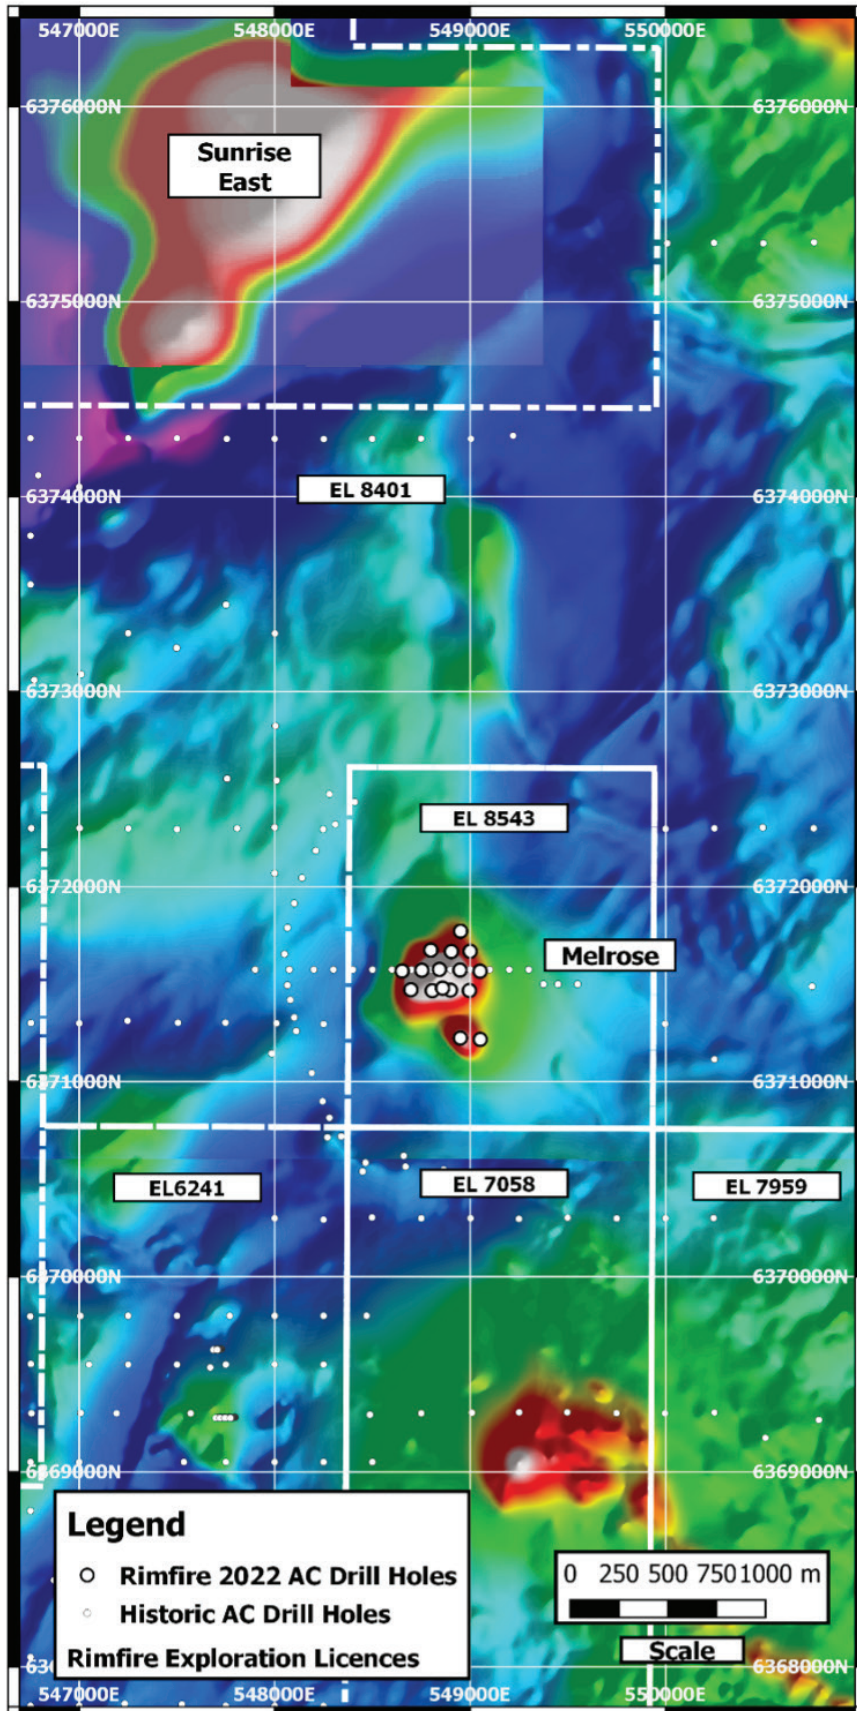 547000E 548000E 549000E 550000E
6376000N 6376000N
Sunrise
East
6375000N 6375000N
EL 8401
6374000N 6374000N
6373000N 6373000N
EL 8543
6372000N 6372000N
Melrose
6371000N 6371000N
EL6241 EL 7058 EL 7959
6370000N 6370000N
6369000N 6369000N
Legend
Rimfire 2022 AC Drill Holes
Historic AC Drill Holes
Rimfire Exploration Licences
0 250 500 750 1000 m
Scale
6368000N
547000E 548000E 549000E 550000E